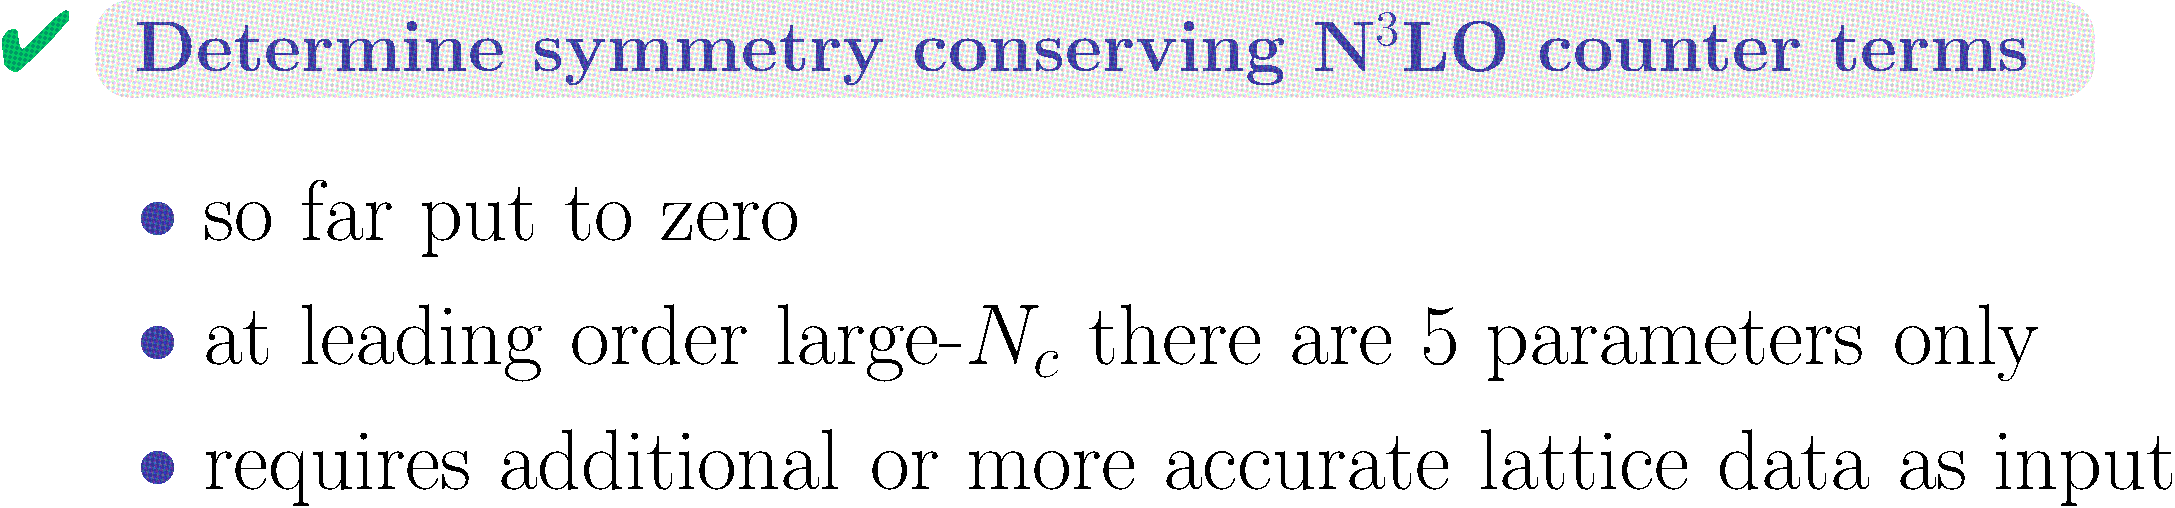 ✔ Determine symmetry conserving N³LO counter terms
• so far put to zero
• at leading order large-N_c there are 5 parameters only
• requires additional or more accurate lattice data as input